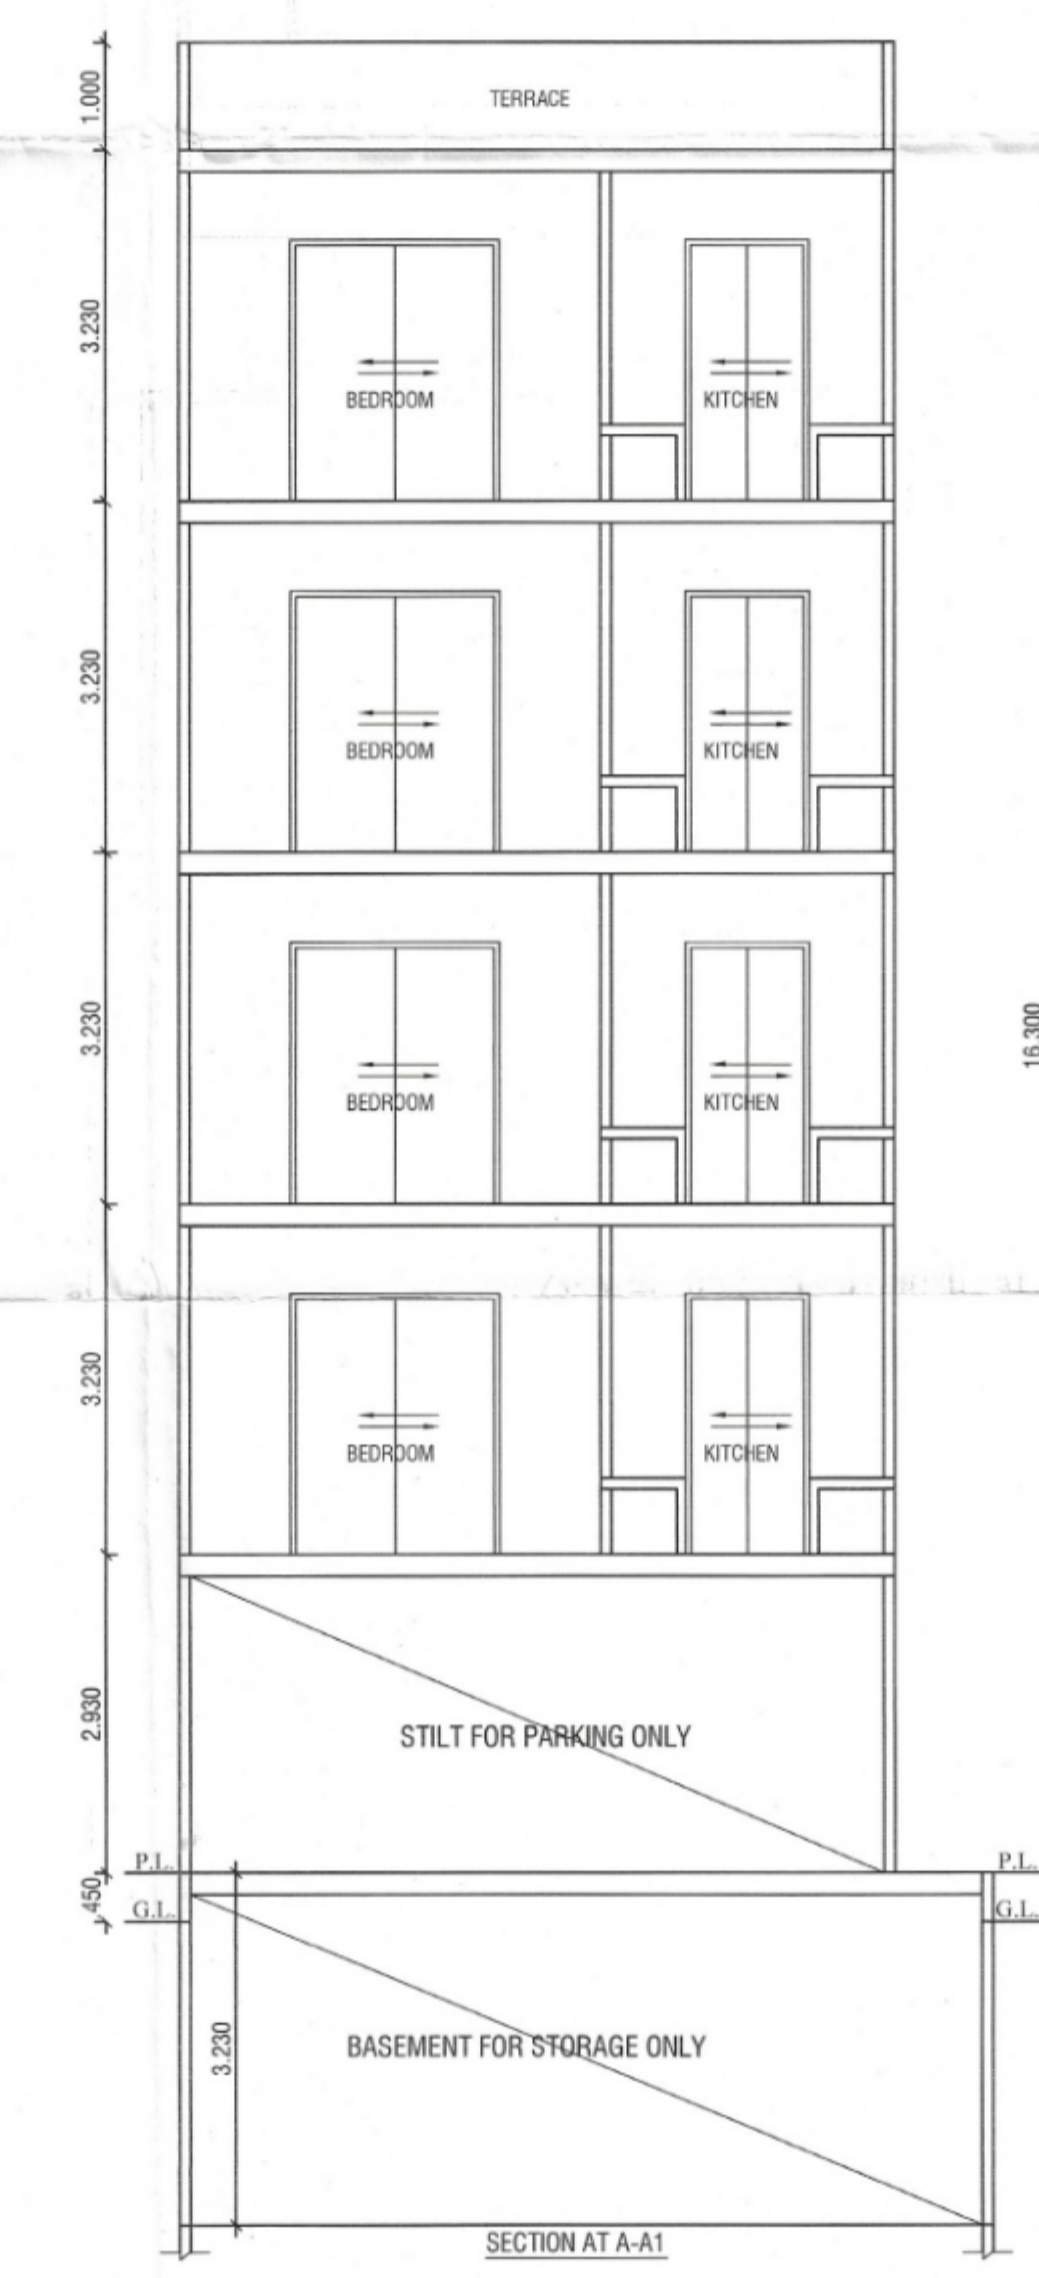 1.000
TERRACE
3.230
BEDROOM
KITCHEN
3.230
BEDROOM
KITCHEN
3.230
16.300
BEDROOM
KITCHEN
3.230
BEDROOM
KITCHEN
2.930
STILT FOR PARKING ONLY
P.L.
P.L.
.450
G.L.
G.L.
3.230
BASEMENT FOR STORAGE ONLY
SECTION AT A-A1